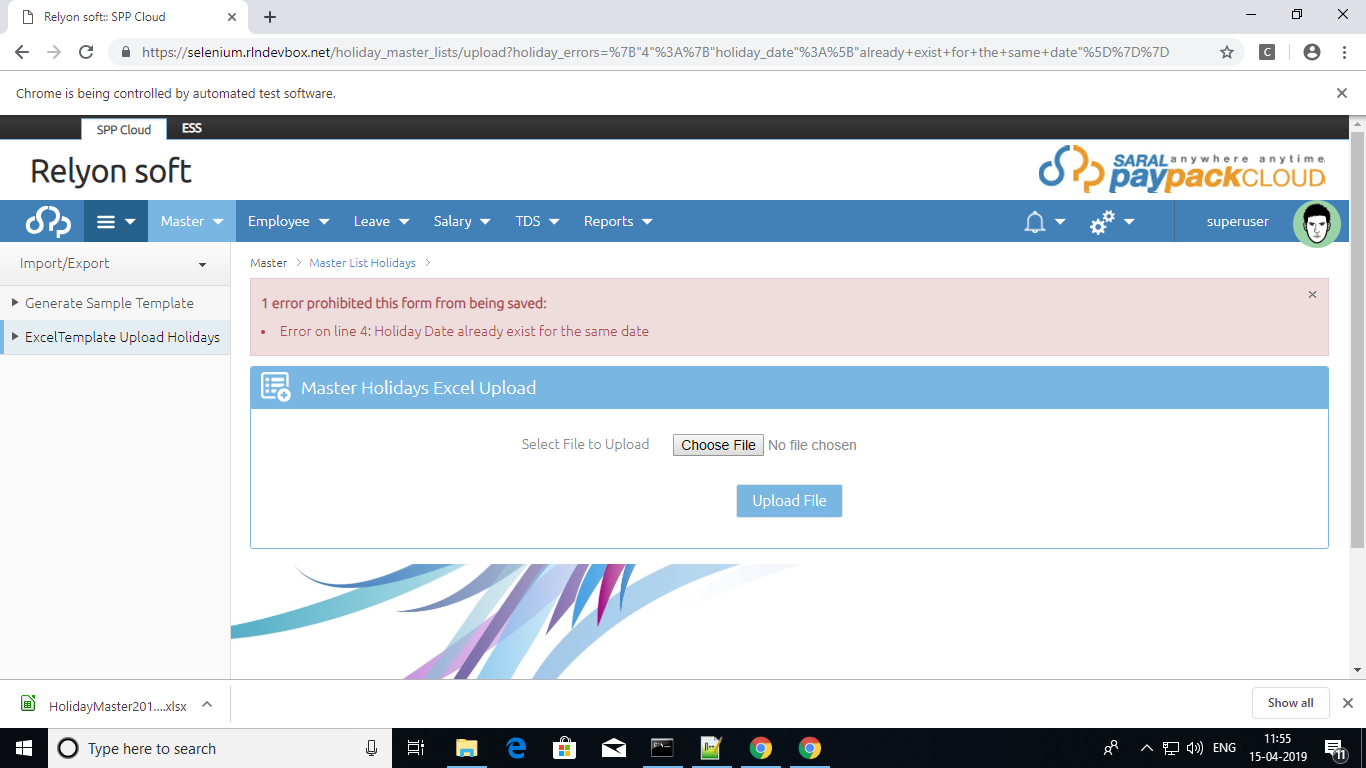 Relyon soft:: SPP Cloud
https://selenium.rlndevbox.net/holiday_master_lists/upload?holiday_errors=%7B"4"%3A%7B"holiday_date"%3A%5B"already+exist+for+the+same+date"%5D%7D%7D
C
Chrome is being controlled by automated test software.
SPP Cloud ESS
Relyon soft
SARAL anywhere anytime
paypackCLOUD
Master Employee Leave Salary TDS Reports superuser
Import/Export
Generate Sample Template
ExcelTemplate Upload Holidays
Master > Master List Holidays >
1 error prohibited this form from being saved:
• Error on line 4: Holiday Date already exist for the same date
Master Holidays Excel Upload
Select File to Upload Choose File No file chosen
Upload File
HolidayMaster201....xlsx
Show all
Type here to search
ENG
11:55
15-04-2019
11